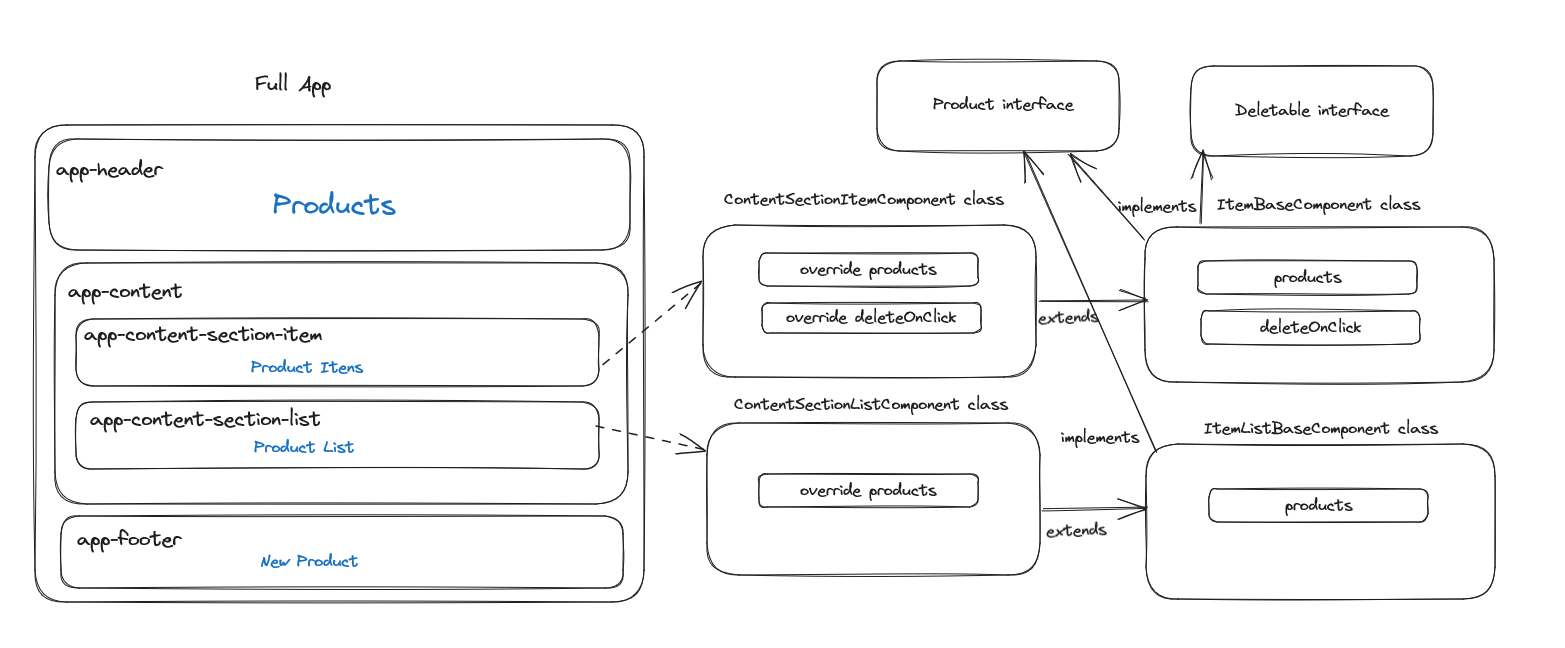 Full App
app-header
Products
app-content
app-content-section-item
Product Itens
app-content-section-list
Product List
app-footer
New Product
Product interface
Deletable interface
ContentSectionItemComponent class
override products
override deleteOnClick
extends
implements
ItemBaseComponent class
products
deleteOnClick
ContentSectionListComponent class
override products
extends
implements
ItemListBaseComponent class
products